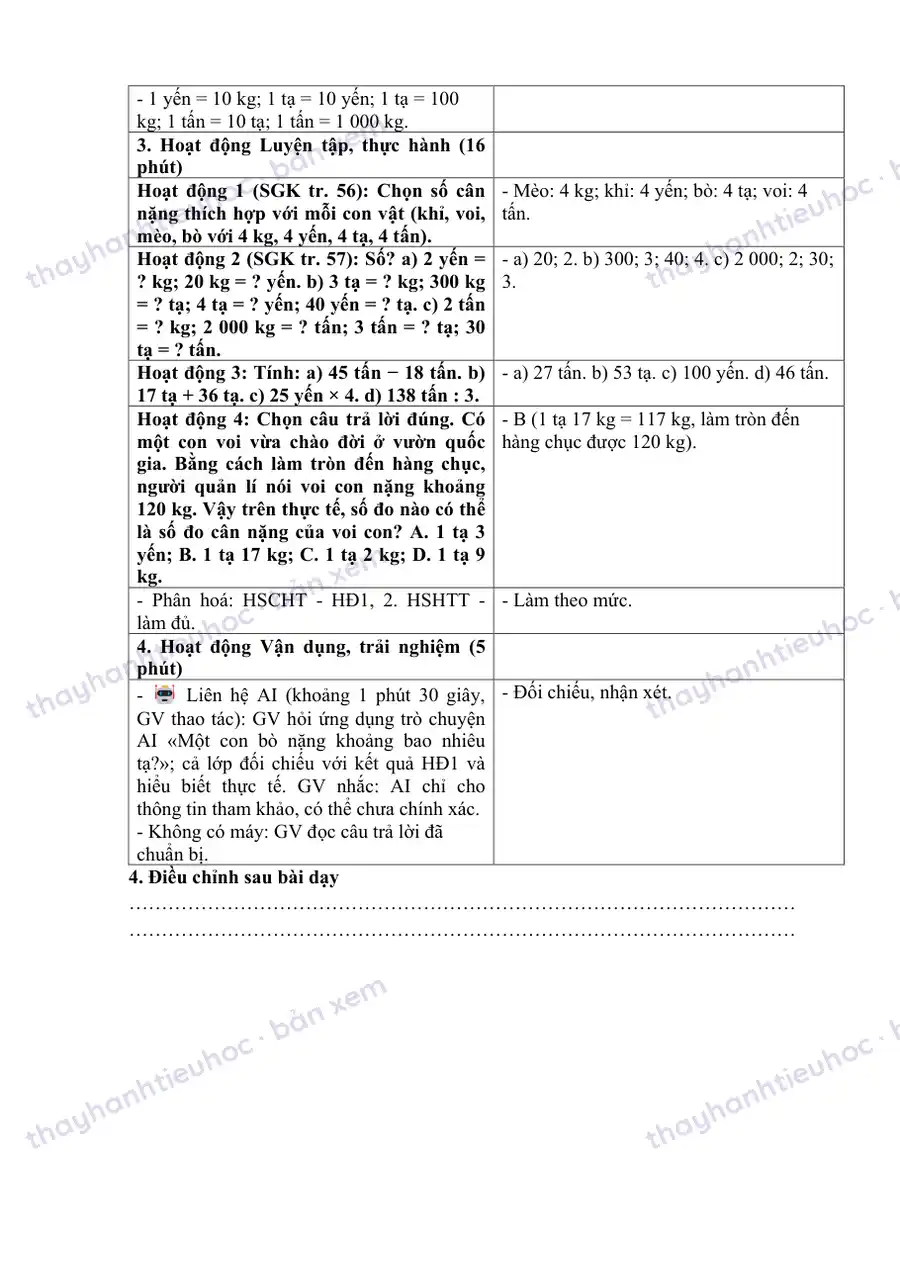 - 1 yến = 10 kg; 1 tạ = 10 yến; 1 tạ = 100
kg; 1 tấn = 10 tạ; 1 tấn = 1 000 kg.
3. Hoạt động Luyện tập, thực hành (16
phút)
Hoạt động 1 (SGK tr. 56): Chọn số cân
nặng thích hợp với mỗi con vật (khỉ, voi,
mèo, bò với 4 kg, 4 yến, 4 tạ, 4 tấn).
- Mèo: 4 kg; khỉ: 4 yến; bò: 4 tạ; voi: 4
tấn.
Hoạt động 2 (SGK tr. 57): Số? a) 2 yến =
? kg; 20 kg = ? yến. b) 3 tạ = ? kg; 300 kg
= ? tạ; 4 tạ = ? yến; 40 yến = ? tạ. c) 2 tấn
= ? kg; 2 000 kg = ? tấn; 3 tấn = ? tạ; 30
tạ = ? tấn.
- a) 20; 2. b) 300; 3; 40; 4. c) 2 000; 2; 30;
3.
Hoạt động 3: Tính: a) 45 tấn − 18 tấn. b)
17 tạ + 36 tạ. c) 25 yến × 4. d) 138 tấn : 3.
- a) 27 tấn. b) 53 tạ. c) 100 yến. d) 46 tấn.
Hoạt động 4: Chọn câu trả lời đúng. Có
một con voi vừa chào đời ở vườn quốc
gia. Bằng cách làm tròn đến hàng chục,
người quản lí nói voi con nặng khoảng
120 kg. Vậy trên thực tế, số đo nào có thể
là số đo cân nặng của voi con? A. 1 tạ 3
yến; B. 1 tạ 17 kg; C. 1 tạ 2 kg; D. 1 tạ 9
kg.
- B (1 tạ 17 kg = 117 kg, làm tròn đến
hàng chục được 120 kg).
- Phân hoá: HSCHT - HĐ1, 2. HSHTT -
làm đủ.
- Làm theo mức.
4. Hoạt động Vận dụng, trải nghiệm (5
phút)
- Liên hệ AI (khoảng 1 phút 30 giây,
GV thao tác): GV hỏi ứng dụng trò chuyện
AI «Một con bò nặng khoảng bao nhiêu
tạ?»; cả lớp đối chiếu với kết quả HĐ1 và
hiểu biết thực tế. GV nhắc: AI chỉ cho
thông tin tham khảo, có thể chưa chính xác.
- Không có máy: GV đọc câu trả lời đã
chuẩn bị.
- Đối chiếu, nhận xét.
4. Điều chỉnh sau bài dạy
……………………………………………………………………………………………
……………………………………………………………………………………………
thayhanhtieuhoc · bản xem
thayhanhtieuhoc · b
thayhanhtieuhoc · bản xem
thayhanhtieuhoc · b
thayhanhtieuhoc · bản xem
thayhanhtieuhoc · b